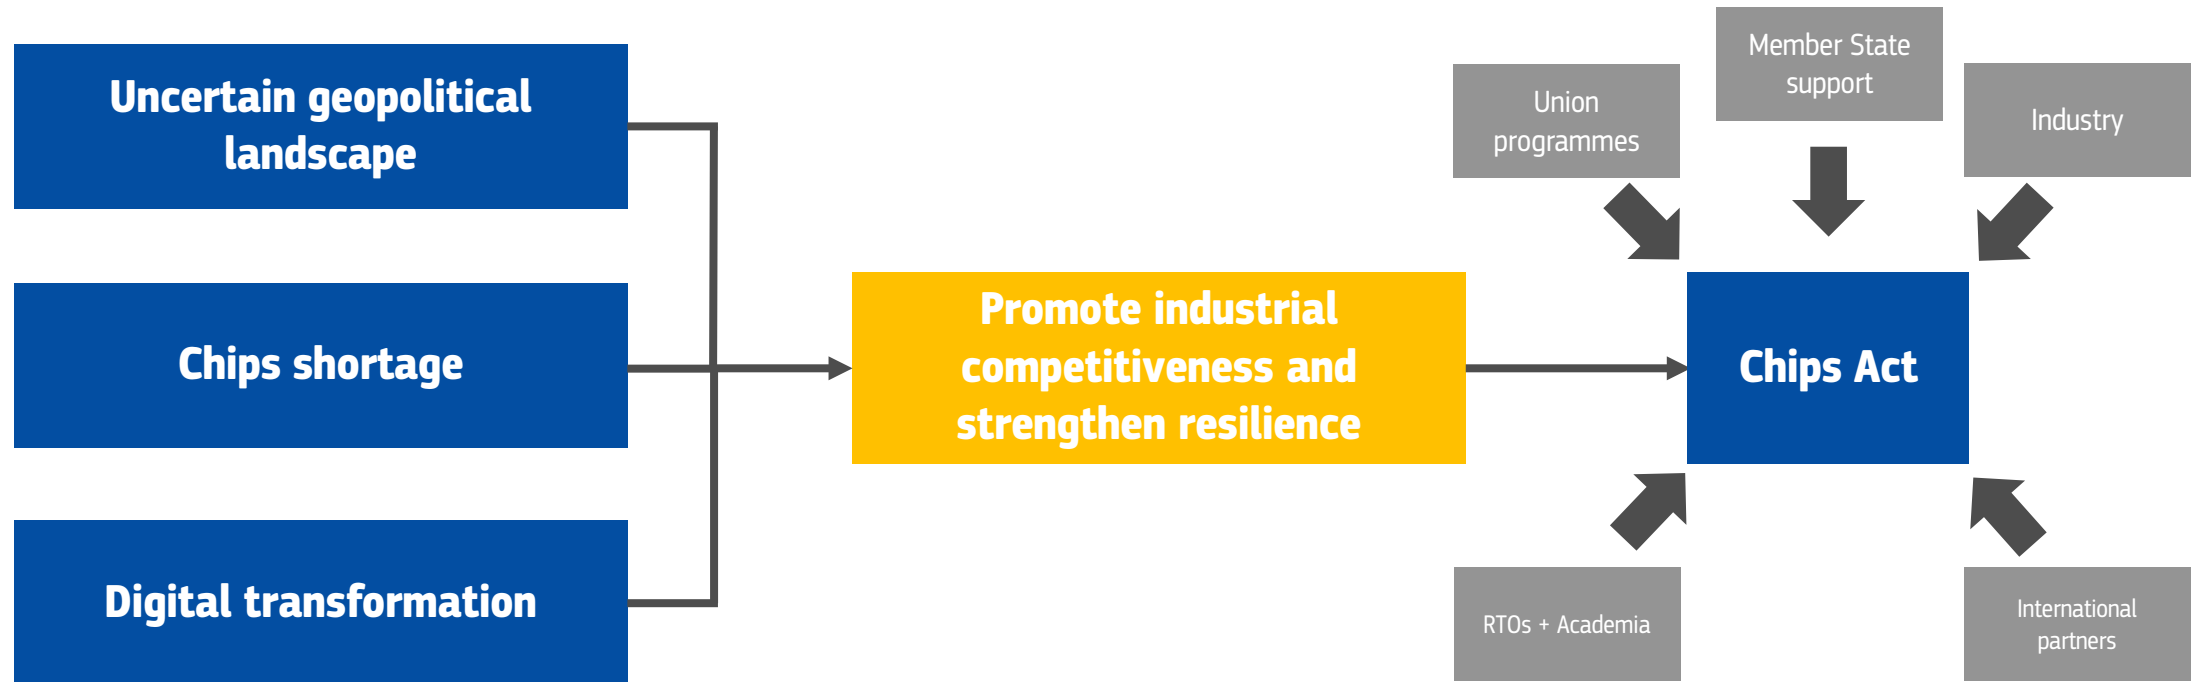 Uncertain geopolitical
landscape
Chips shortage
Digital transformation
Promote industrial
competitiveness and
strengthen resilience
Union
programmes
Member State
support
Industry
Chips Act
RTOs + Academia
International
partners